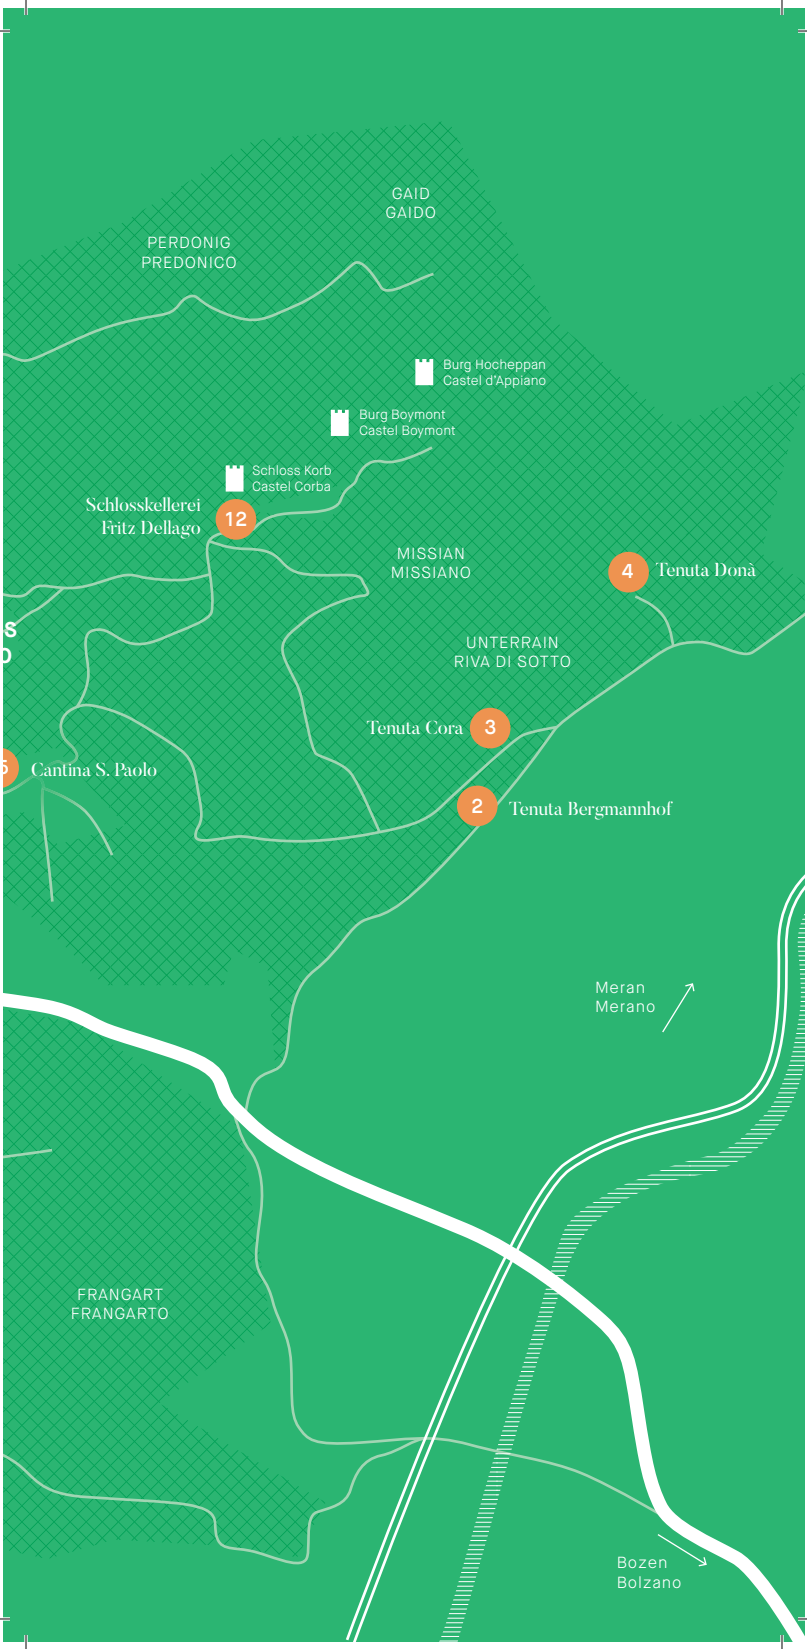 GAID
GAIDO
PERDONIG
PREDONICO
Burg Hocheppan
Castel d'Appiano
Burg Boymont
Castel Boymont
Schloss Korb
Castel Corba
Schlosskellerei
Fritz Dellago
12
MISSIAN
MISSIANO
4
Tenuta Donà
S
UNTERRAIN
RIVA DI SOTTO
Tenuta Cora
3
5
Cantina S. Paolo
2
Tenuta Bergmannhof
Meran
Merano
FRANGART
FRANGARTO
Bozen
Bolzano